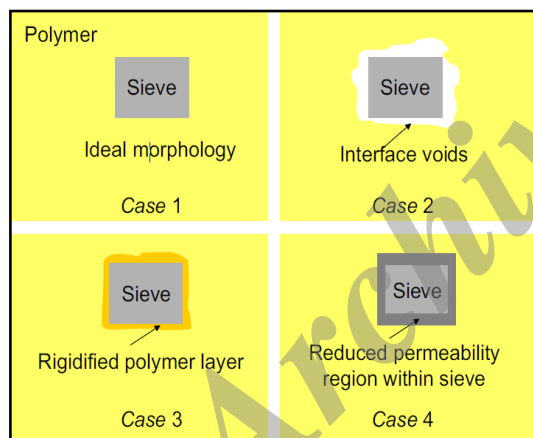 Polymer
Sieve
Ideal morphology
Case 1
Sieve
Interface voids
Case 2
Sieve
Rigidified polymer layer
Case 3
Sieve
Reduced permeability
region within sieve
Case 4
Archiv